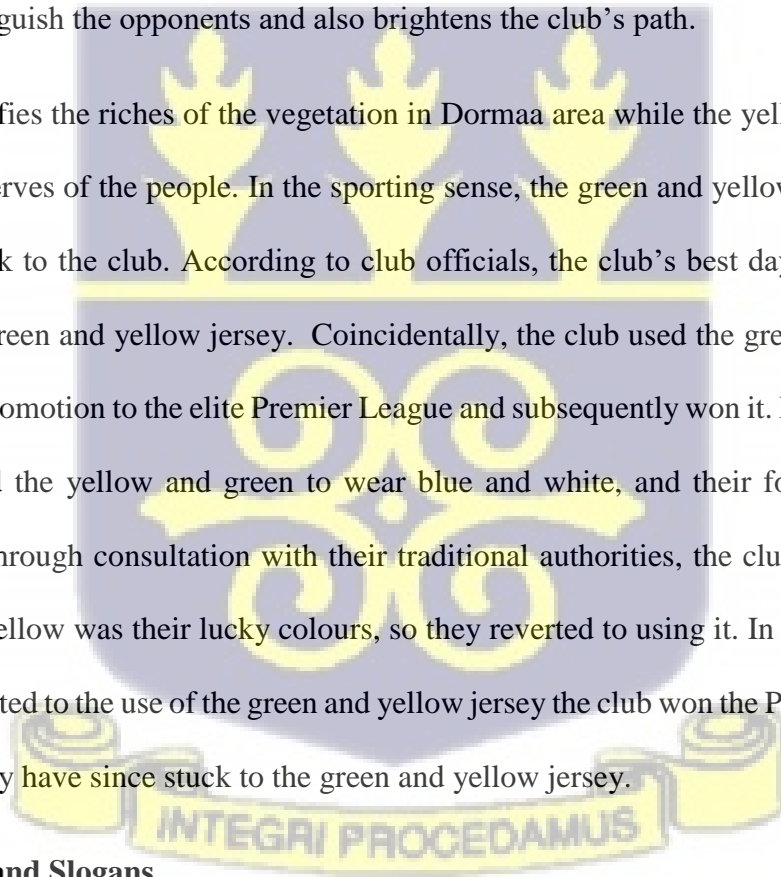 guish the opponents and also brightens the club’s path.
fies the riches of the vegetation in Dormaa area while the yell
erves of the people. In the sporting sense, the green and yellow
k to the club. According to club officials, the club’s best day
reen and yellow jersey. Coincidentally, the club used the gre
omotion to the elite Premier League and subsequently won it.
the yellow and green to wear blue and white, and their fo
hrough consultation with their traditional authorities, the clu
ellow was their lucky colours, so they reverted to using it. In
ted to the use of the green and yellow jersey the club won the P
y have since stuck to the green and yellow jersey.
INTEGRI PROCEDAMUS
and Slogans